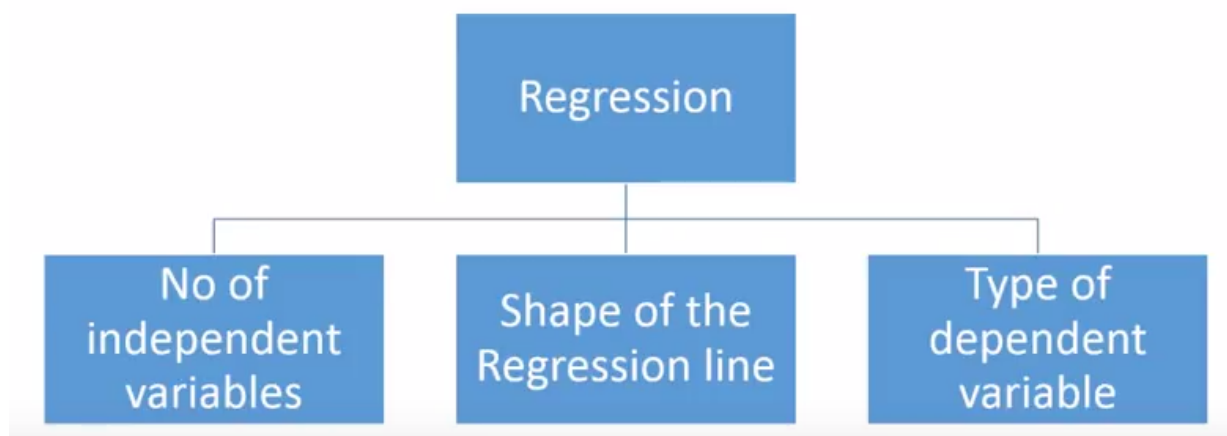 Regression
No of
independent
variables
Shape of the
Regression line
Type of
dependent
variable